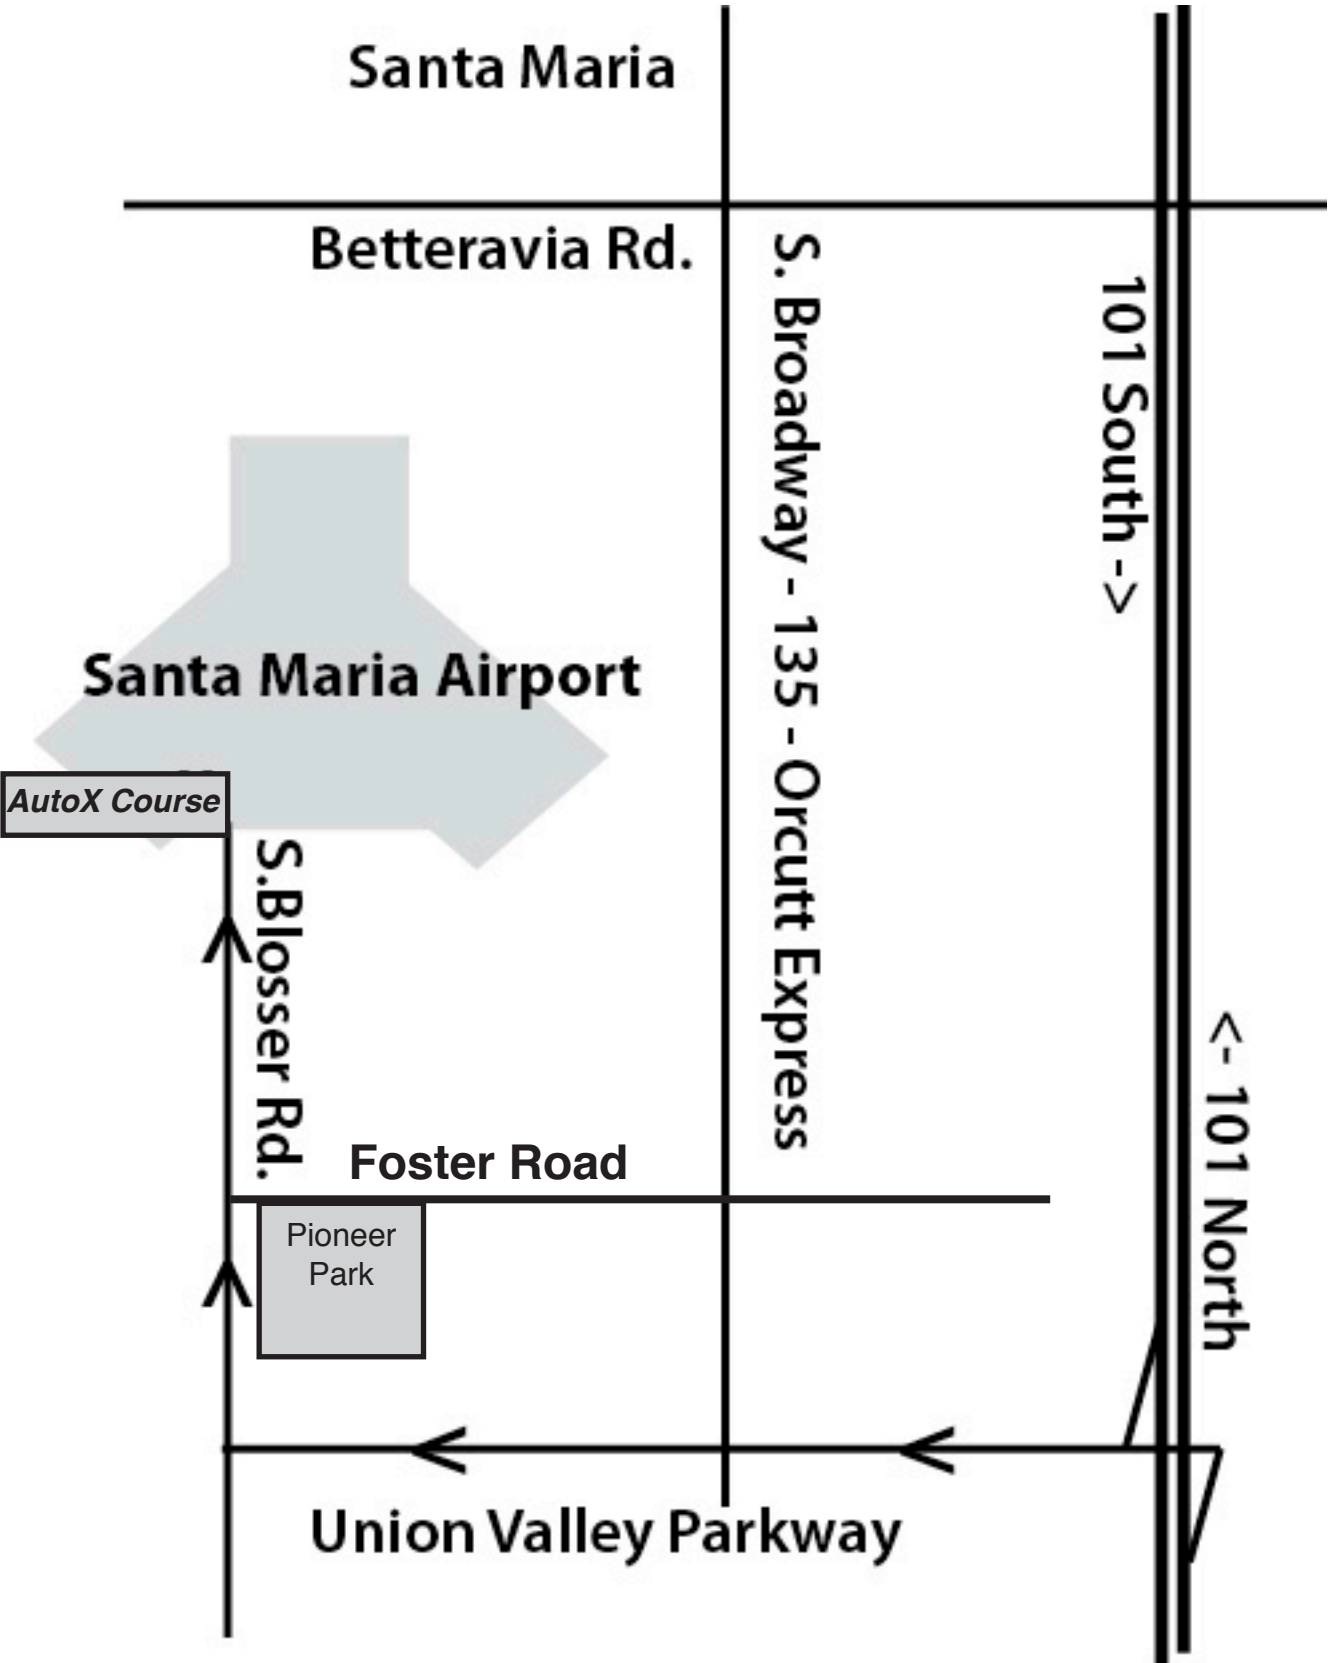 Santa Maria
Betteravia Rd.
S. Broadway - 135 - Orcutt Express
101 South ->
Santa Maria Airport
AutoX Course
S.Blosser Rd.
<- 101 North
Foster Road
Pioneer
Park
Union Valley Parkway